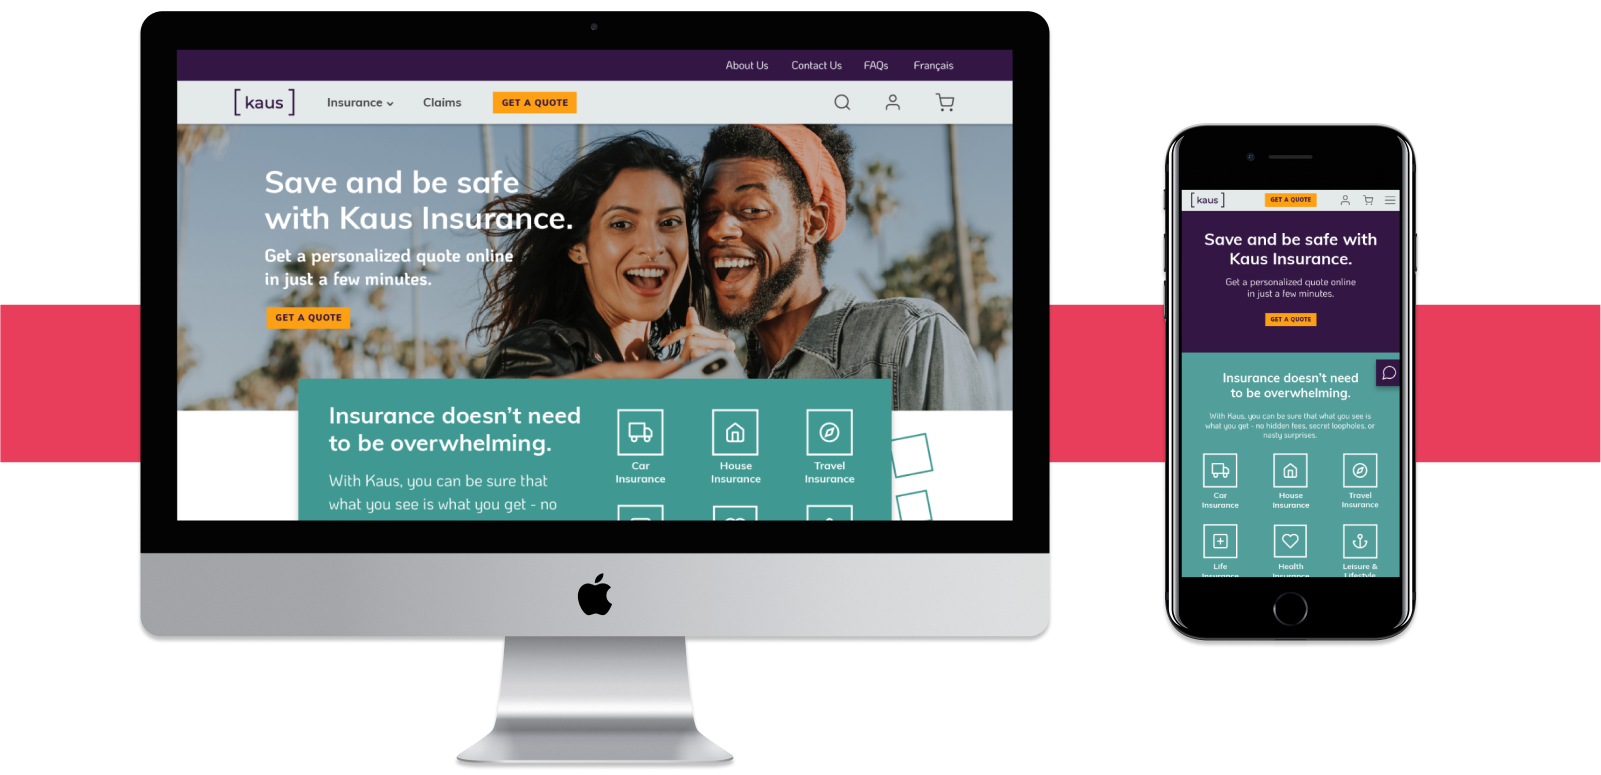 About Us Contact Us FAQs Français
[kaus] Insurance Claims GET A QUOTE
Save and be safe
with Kaus Insurance.
Get a personalized quote online
in just a few minutes.
GET A QUOTE
Insurance doesn't need
to be overwhelming.
With Kaus, you can be sure that
what you see is what you get - no
Car
Insurance
House
Insurance
Travel
Insurance
[kaus] GET A QUOTE
Save and be safe with
Kaus Insurance.
Get a personalized quote online
in just a few minutes.
GET A QUOTE
Insurance doesn't need
to be overwhelming.
With Kaus, you can be sure that what you see is
what you get - no hidden fees, secret loopholes, or
nasty surprises.
Car
Insurance
House
Insurance
Travel
Insurance
Life
Insurance
Health
Insurance
Leisure &
Lifestyle